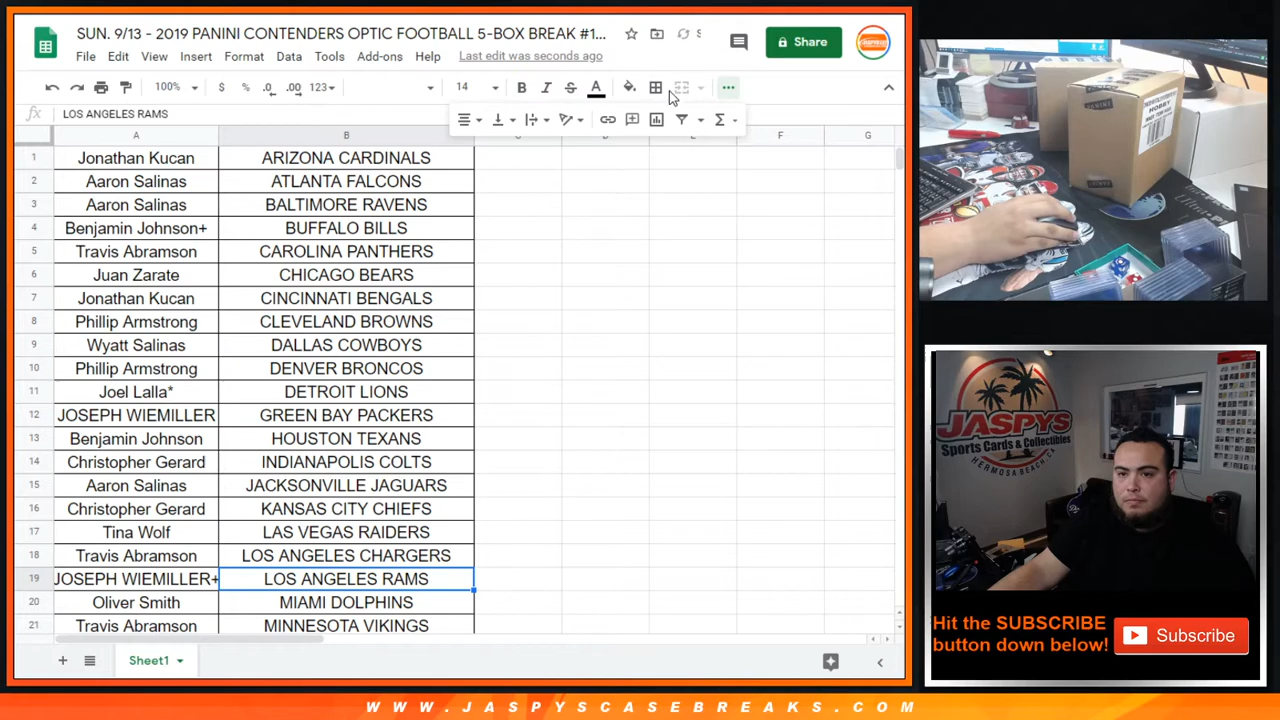 SUN. 9/13 - 2019 PANINI CONTENDERS OPTIC FOOTBALL 5-BOX BREAK #1...
File Edit View Insert Format Data Tools Add-ons Help Last edit was seconds ago
Share
100% $ % .0 .00 123 14 B I S A
fx LOS ANGELES RAMS
A B C D E F G
1 Jonathan Kucan ARIZONA CARDINALS
2 Aaron Salinas ATLANTA FALCONS
3 Aaron Salinas BALTIMORE RAVENS
4 Benjamin Johnson+ BUFFALO BILLS
5 Travis Abramson CAROLINA PANTHERS
6 Juan Zarate CHICAGO BEARS
7 Jonathan Kucan CINCINNATI BENGALS
8 Phillip Armstrong CLEVELAND BROWNS
9 Wyatt Salinas DALLAS COWBOYS
10 Phillip Armstrong DENVER BRONCOS
11 Joel Lalla* DETROIT LIONS
12 JOSEPH WIEMILLER GREEN BAY PACKERS
13 Benjamin Johnson HOUSTON TEXANS
14 Christopher Gerard INDIANAPOLIS COLTS
15 Aaron Salinas JACKSONVILLE JAGUARS
16 Christopher Gerard KANSAS CITY CHIEFS
17 Tina Wolf LAS VEGAS RAIDERS
18 Travis Abramson LOS ANGELES CHARGERS
19 JOSEPH WIEMILLER+ LOS ANGELES RAMS
20 Oliver Smith MIAMI DOLPHINS
21 Travis Abramson MINNESOTA VIKINGS
Sheet1
PANINI
HOBBY
JASPYS
Sports Cards & Collectibles
HERMOSA BEACH, CA
Hit the SUBSCRIBE
button down below!
Subscribe
WWW.JASPYSCASEBREAKS.COM